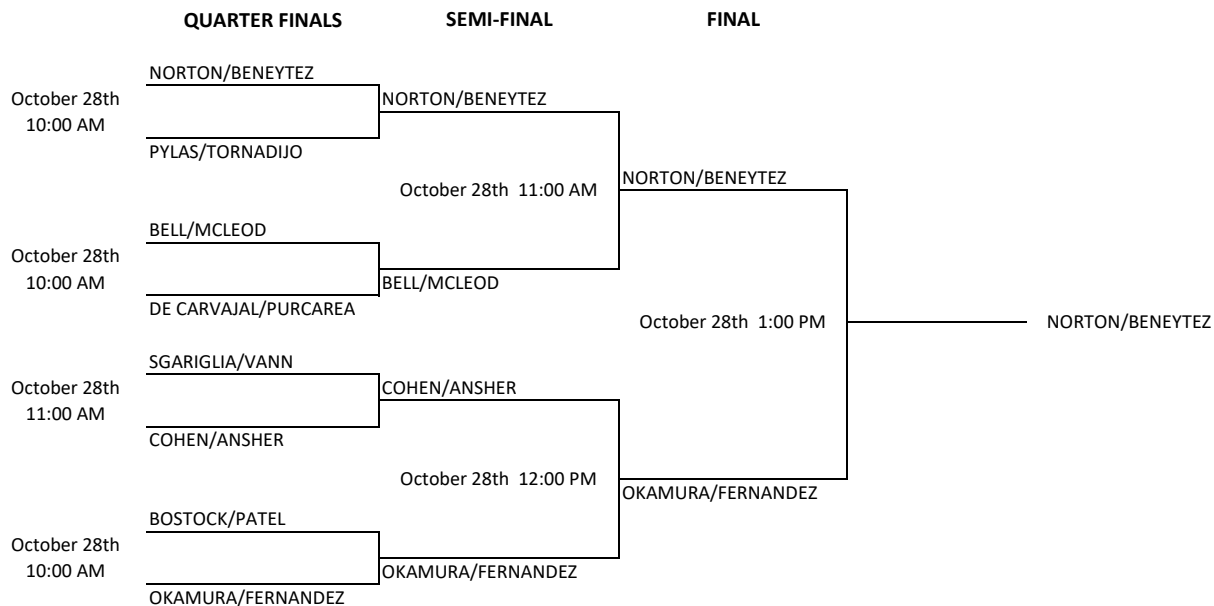 QUARTER FINALS SEMI-FINAL FINAL
NORTON/BENEYTEZ
October 28th
10:00 AM
NORTON/BENEYTEZ
PYLAS/TORNADIJO
October 28th 11:00 AM
NORTON/BENEYTEZ
BELL/MCLEOD
October 28th
10:00 AM
BELL/MCLEOD
DE CARVAJAL/PURCAREA
October 28th 1:00 PM
NORTON/BENEYTEZ
SGARIGLIA/VANN
October 28th
11:00 AM
COHEN/ANSHER
COHEN/ANSHER
October 28th 12:00 PM
OKAMURA/FERNANDEZ
BOSTOCK/PATEL
October 28th
10:00 AM
OKAMURA/FERNANDEZ
OKAMURA/FERNANDEZ